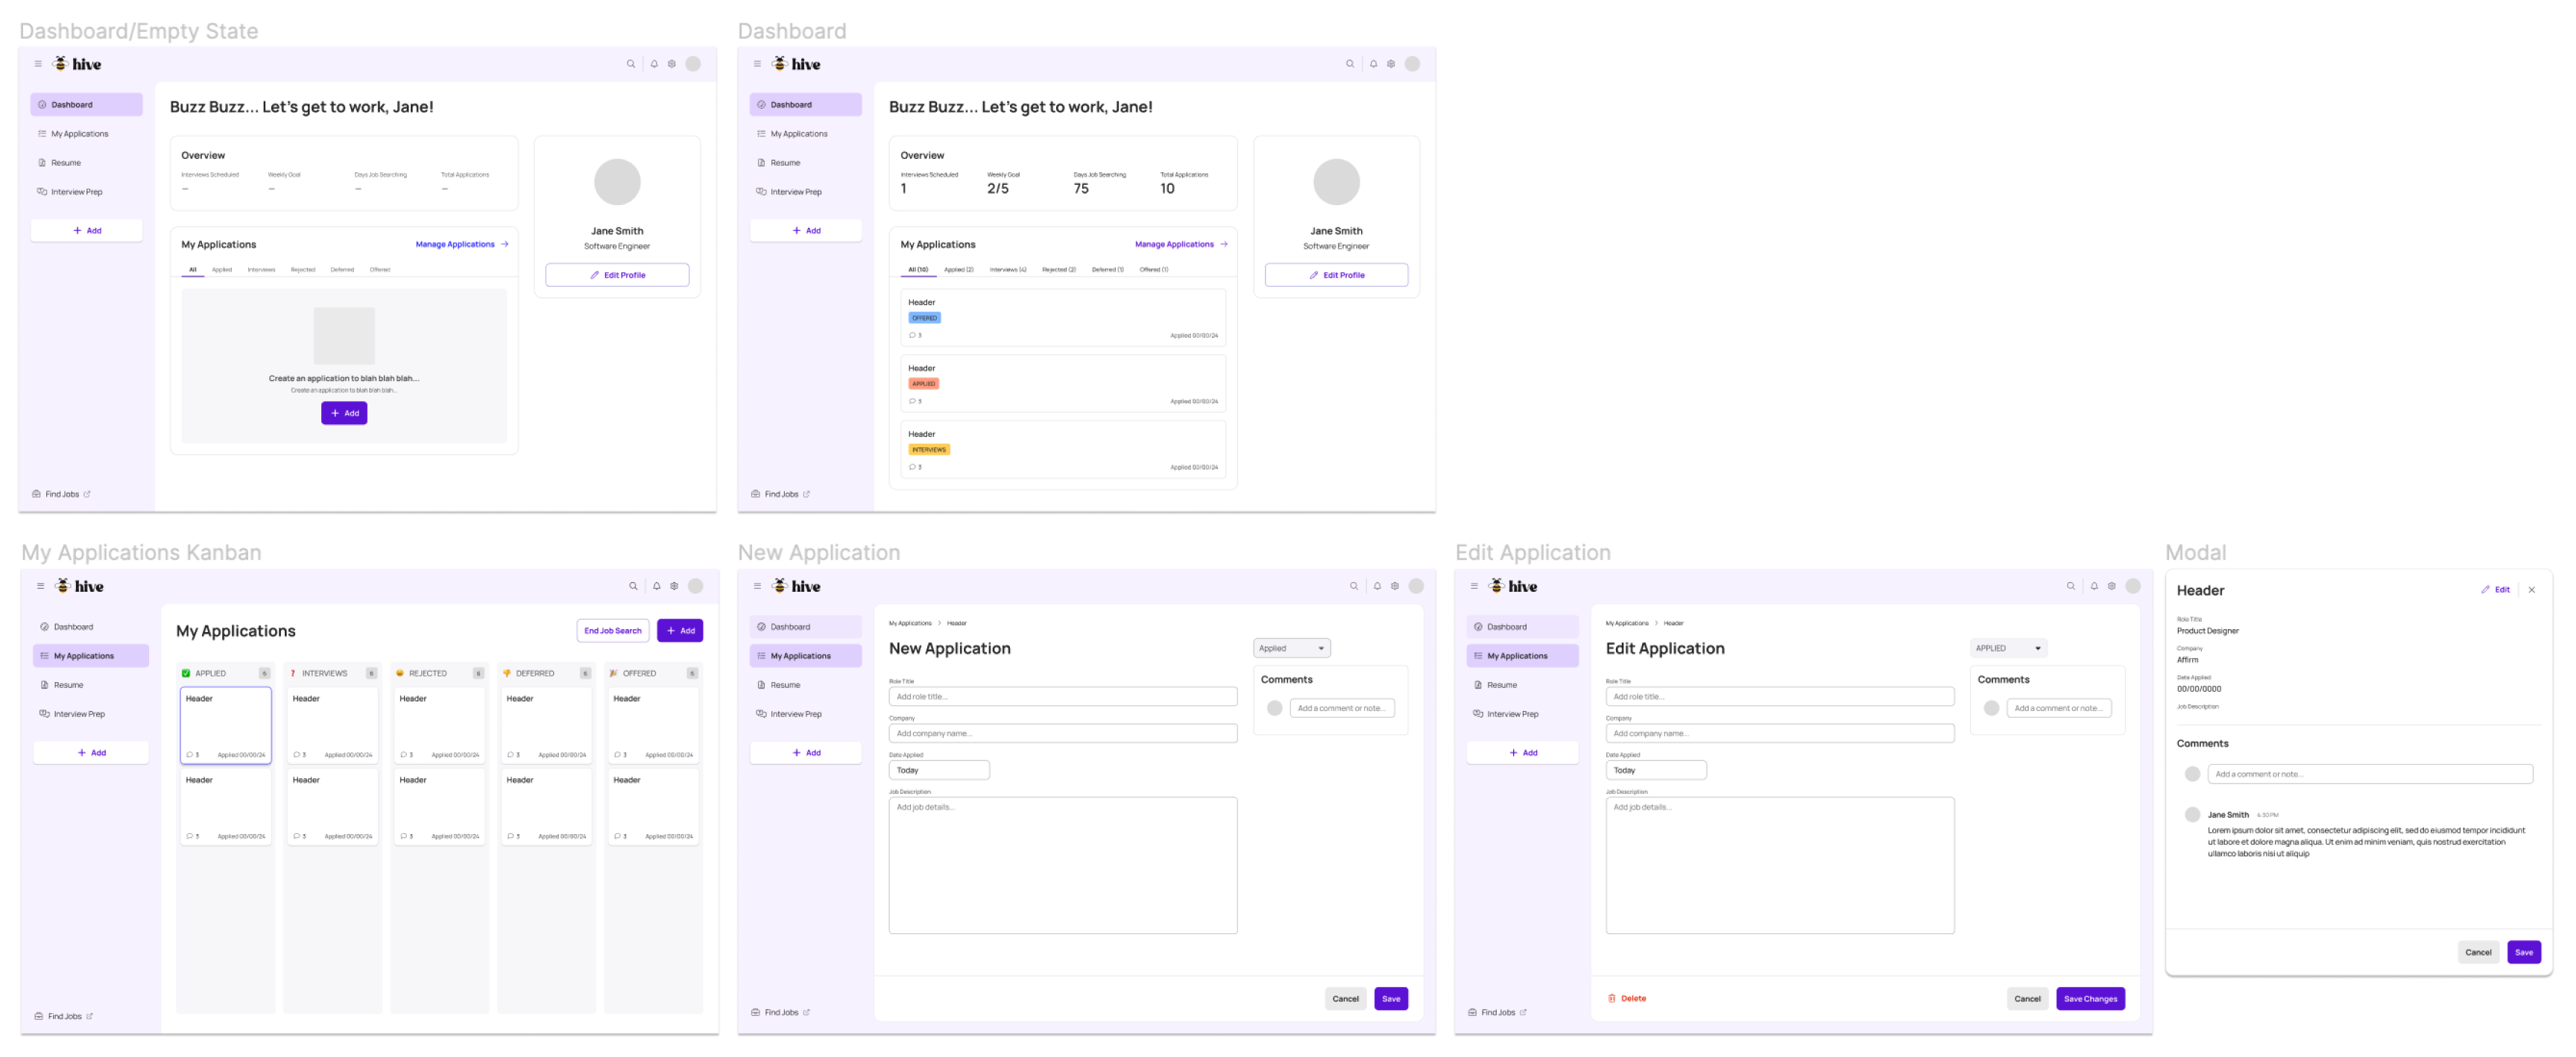 Dashboard/Empty State
hive
Dashboard
My Applications
Resume
Interview Prep
+ Add
Find Jobs
Buzz Buzz... Let's get to work, Jane!
Overview
Interviews Scheduled Weekly Goal Days Job Searching Total Applications
– – – –
My Applications Manage Applications →
All Applied Interviews Rejected Deferred Offered
Create an application to blah blah blah...
Create an application to blah blah blah...
+ Add
Jane Smith
Software Engineer
Edit Profile
Dashboard
hive
Dashboard
My Applications
Resume
Interview Prep
+ Add
Find Jobs
Buzz Buzz... Let's get to work, Jane!
Overview
Interviews Scheduled Weekly Goal Days Job Searching Total Applications
1 2/5 75 10
My Applications Manage Applications →
All (10) Applied (2) Interviews (4) Rejected (2) Deferred (1) Offered (1)
Header
OFFERED
3 Applied 00/00/24
Header
APPLIED
3 Applied 00/00/24
Header
INTERVIEWS
3 Applied 00/00/24
Jane Smith
Software Engineer
Edit Profile
My Applications Kanban
hive
Dashboard
My Applications
Resume
Interview Prep
+ Add
Find Jobs
My Applications End Job Search + Add
APPLIED 6 INTERVIEWS 6 REJECTED 6 DEFERRED 6 OFFERED 6
Header Header Header Header Header
3 Applied 00/00/24 3 Applied 00/00/24 3 Applied 00/00/24 3 Applied 00/00/24 3 Applied 00/00/24
Header Header Header Header Header
3 Applied 00/00/24 3 Applied 00/00/24 3 Applied 00/00/24 3 Applied 00/00/24 3 Applied 00/00/24
New Application
hive
Dashboard
My Applications
Resume
Interview Prep
+ Add
Find Jobs
My Applications > Header
New Application
Role Title
Add role title...
Company
Add company name...
Date Applied
Today
Job Description
Add job details...
Applied
Comments
Add a comment or note...
Cancel Save
Edit Application
hive
Dashboard
My Applications
Resume
Interview Prep
+ Add
Find Jobs
My Applications > Header
Edit Application
Role Title
Add role title...
Company
Add company name...
Date Applied
Today
Job Description
Add job details...
APPLIED
Comments
Add a comment or note...
Delete Cancel Save Changes
Modal
Header Edit ×
Role Title
Product Designer
Company
Affirm
Date Applied
00/00/0000
Job Description
Comments
Add a comment or note...
Jane Smith 4:30PM
Lorem ipsum dolor sit amet, consectetur adipiscing elit, sed do eiusmod tempor incididunt
ut labore et dolore magna aliqua. Ut enim ad minim veniam, quis nostrud exercitation
ullamco laboris nisi ut aliquip
Cancel Save